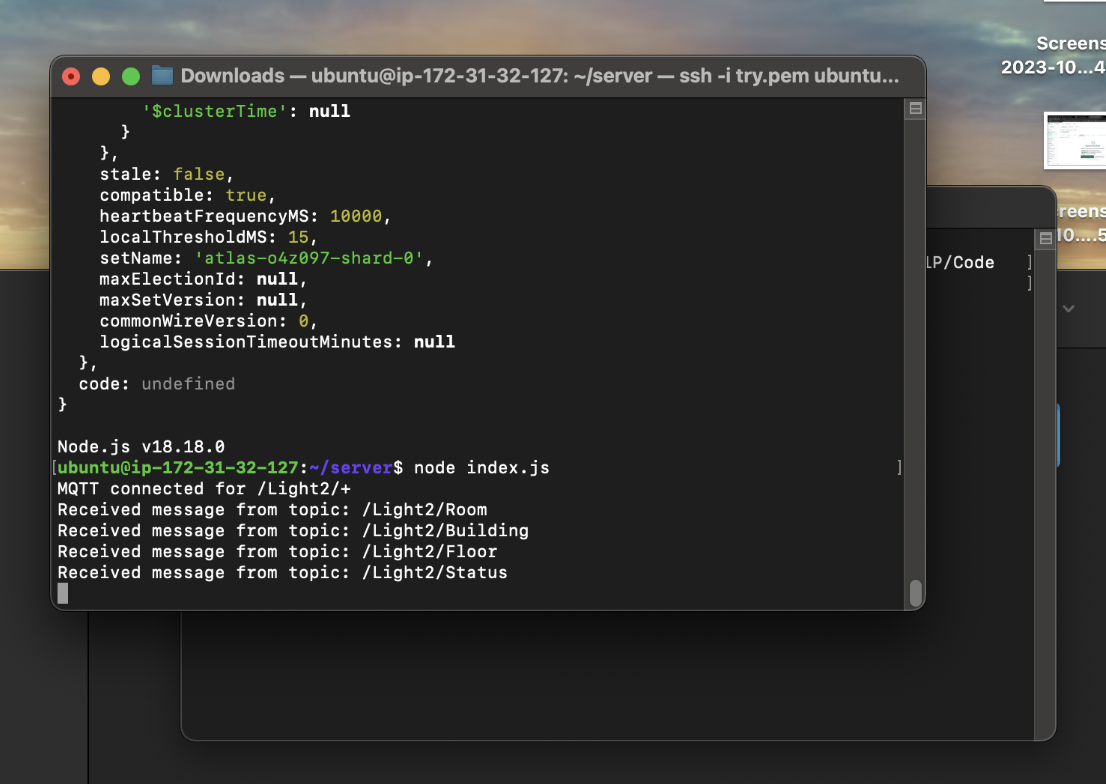 Screens
2023-10...4
Downloads — ubuntu@ip-172-31-32-127: ~/server — ssh -i try.pem ubuntu...
'$clusterTime': null
}
},
stale: false,
compatible: true,
heartbeatFrequencyMS: 10000,
localThresholdMS: 15,
setName: 'atlas-o4z097-shard-0',
maxElectionId: null,
maxSetVersion: null,
commonWireVersion: 0,
logicalSessionTimeoutMinutes: null
},
code: undefined
}
Node.js v18.18.0
[ubuntu@ip-172-31-32-127:~/server$ node index.js ]
MQTT connected for /Light2/+
Received message from topic: /Light2/Room
Received message from topic: /Light2/Building
Received message from topic: /Light2/Floor
Received message from topic: /Light2/Status
reens
10....5
LP/Code ]
]